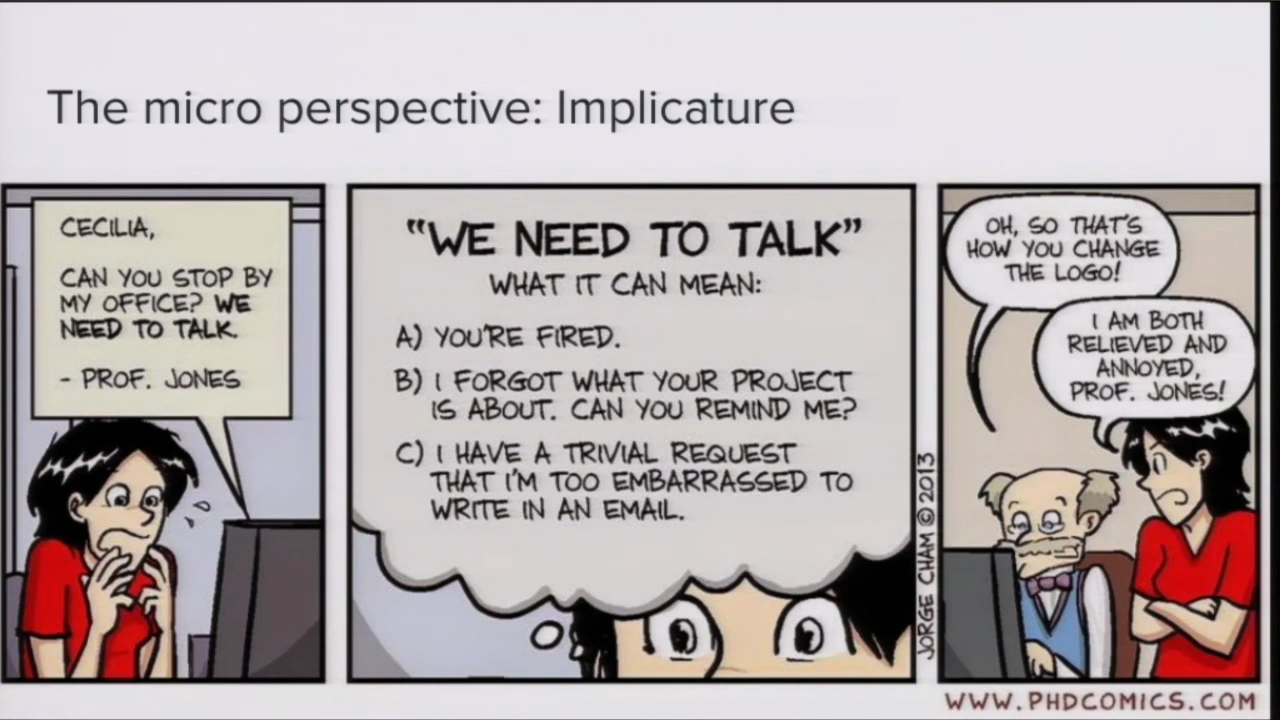 The micro perspective: Implicature
CECILIA,
CAN YOU STOP BY
MY OFFICE? WE
NEED TO TALK.
- PROF. JONES
"WE NEED TO TALK"
WHAT IT CAN MEAN:
A) YOU'RE FIRED.
B) I FORGOT WHAT YOUR PROJECT
IS ABOUT. CAN YOU REMIND ME?
C) I HAVE A TRIVIAL REQUEST
THAT I'M TOO EMBARRASSED TO
WRITE IN AN EMAIL.
OH, SO THAT'S
HOW YOU CHANGE
THE LOGO!
I AM BOTH
RELIEVED AND
ANNOYED,
PROF. JONES!
JORGE CHAM © 2013
WWW.PHDCOMICS.COM